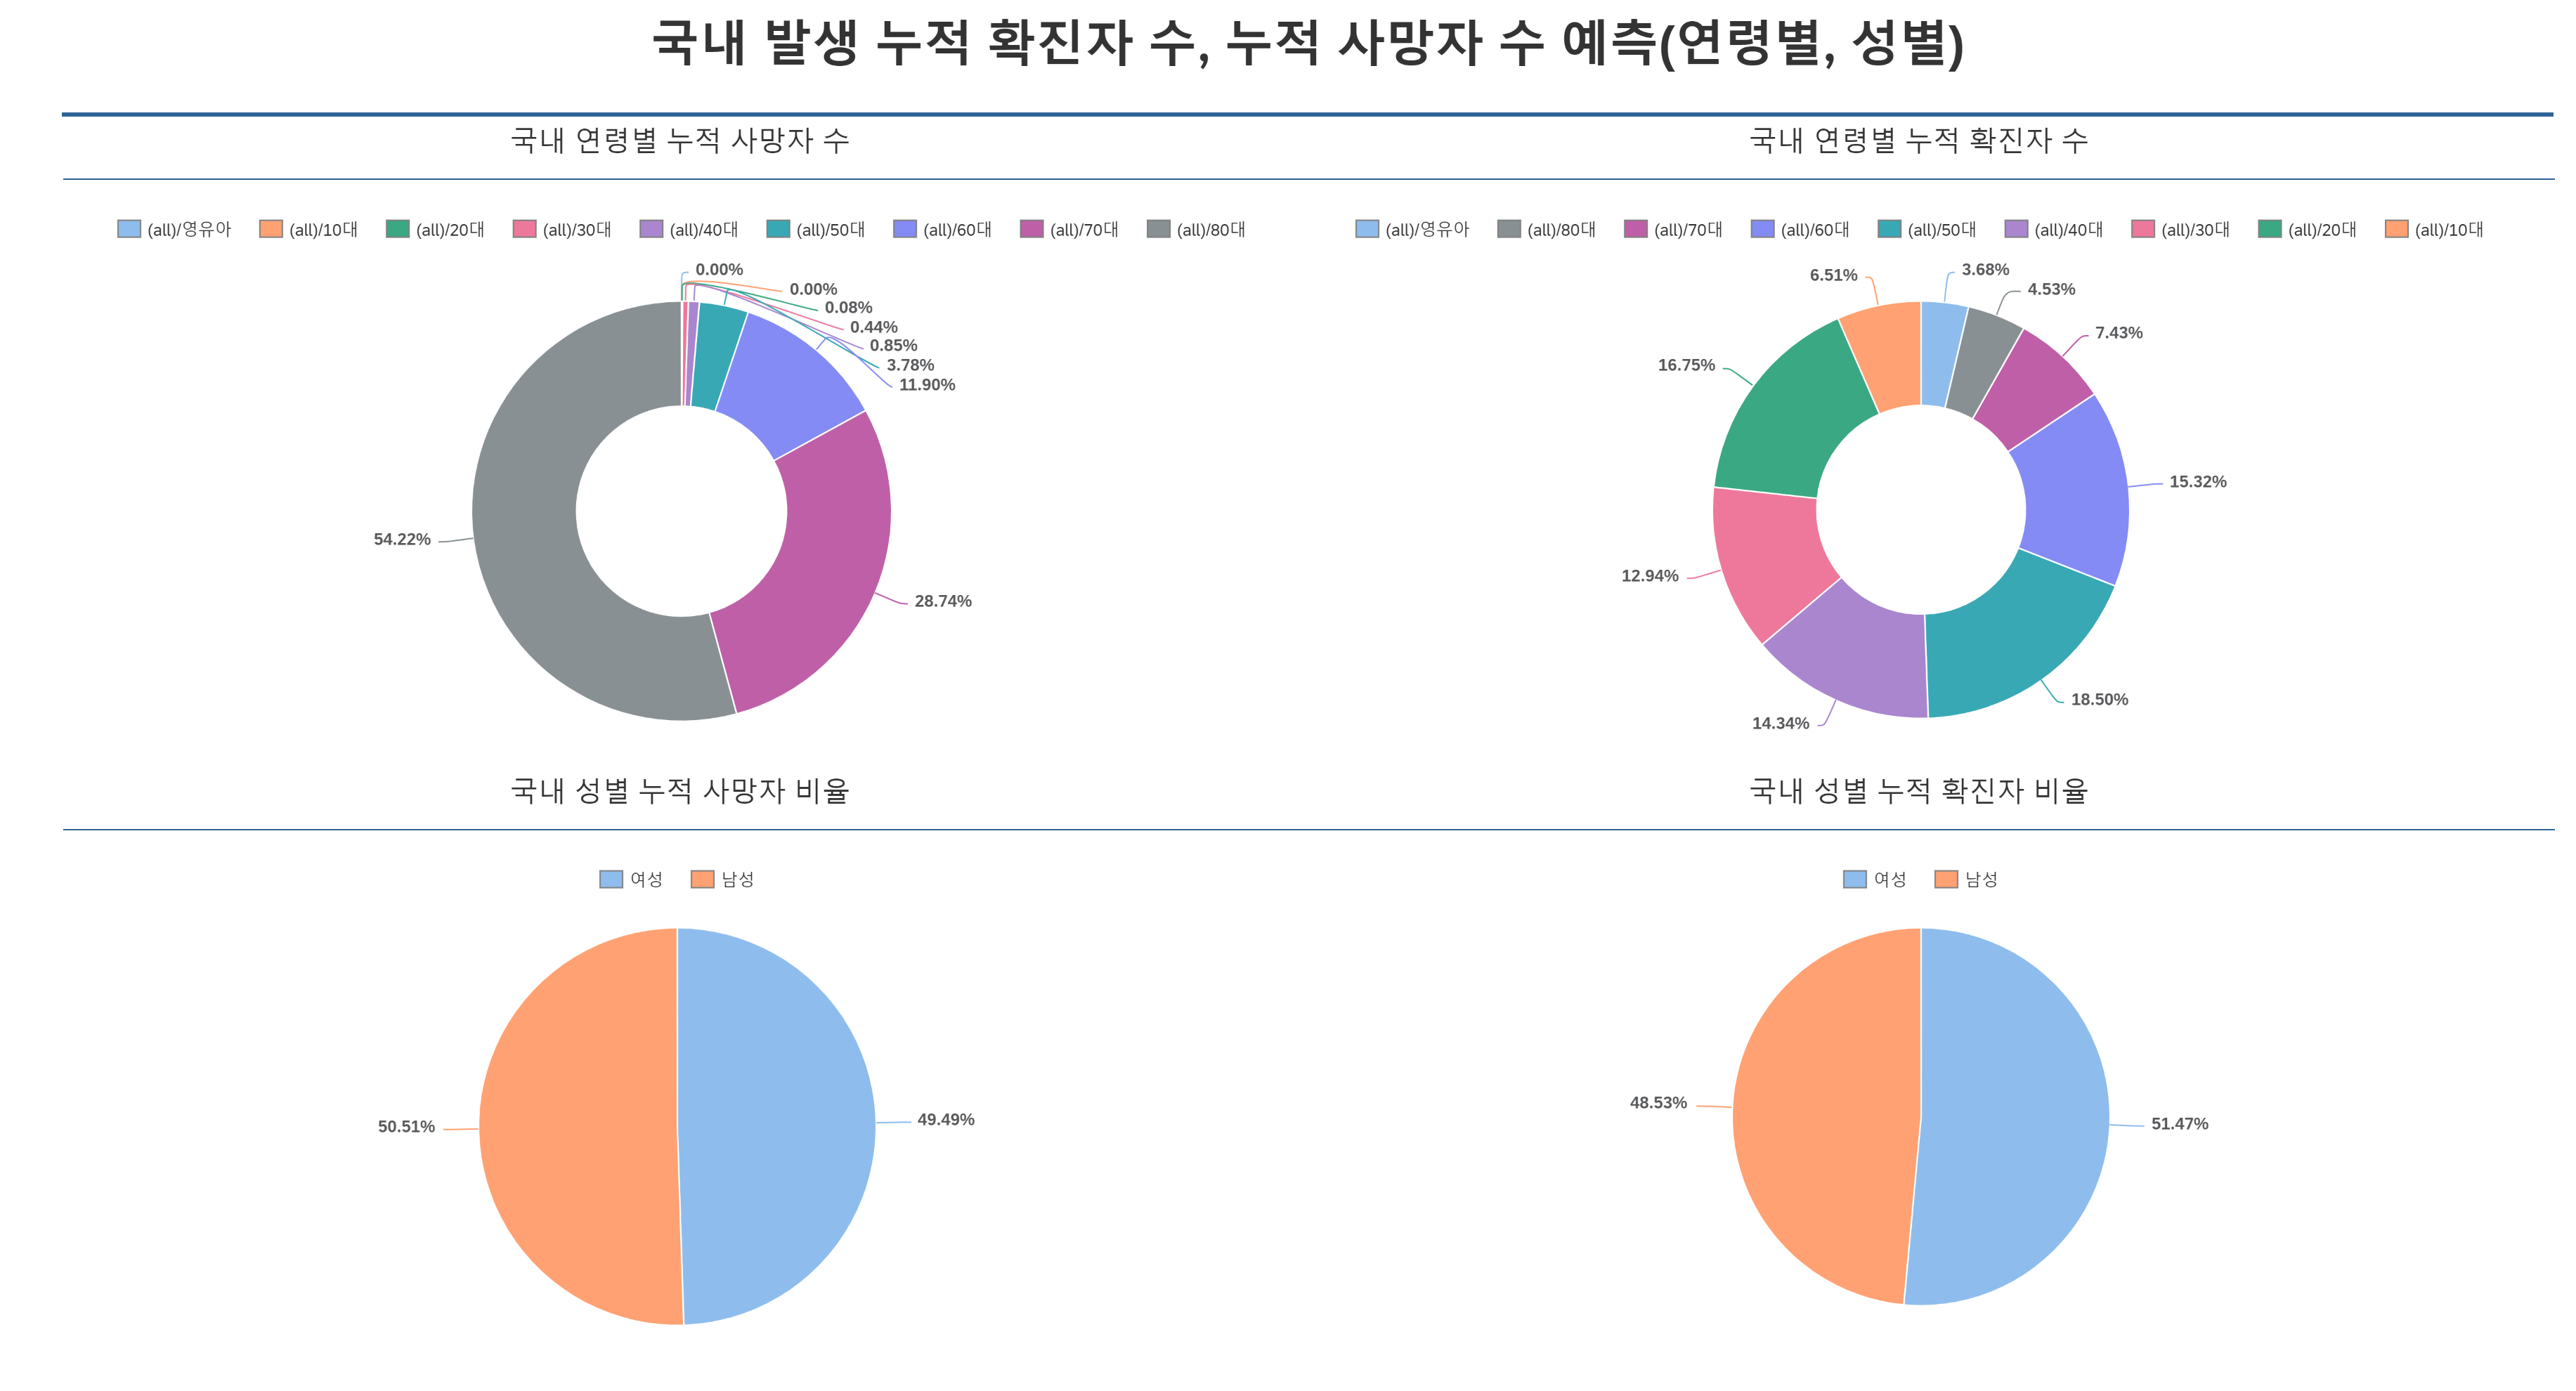 국내 발생 누적 확진자 수, 누적 사망자 수 예측(연령별, 성별)
국내 연령별 누적 사망자 수
(all)/영유아 (all)/10대 (all)/20대 (all)/30대 (all)/40대 (all)/50대 (all)/60대 (all)/70대 (all)/80대
0.00%
0.00%
0.08%
0.44%
0.85%
3.78%
11.90%
54.22%
28.74%
국내 연령별 누적 확진자 수
(all)/영유아 (all)/80대 (all)/70대 (all)/60대 (all)/50대 (all)/40대 (all)/30대 (all)/20대 (all)/10대
6.51%
3.68%
4.53%
7.43%
16.75%
15.32%
12.94%
18.50%
14.34%
국내 성별 누적 사망자 비율
여성 남성
50.51%
49.49%
국내 성별 누적 확진자 비율
여성 남성
48.53%
51.47%